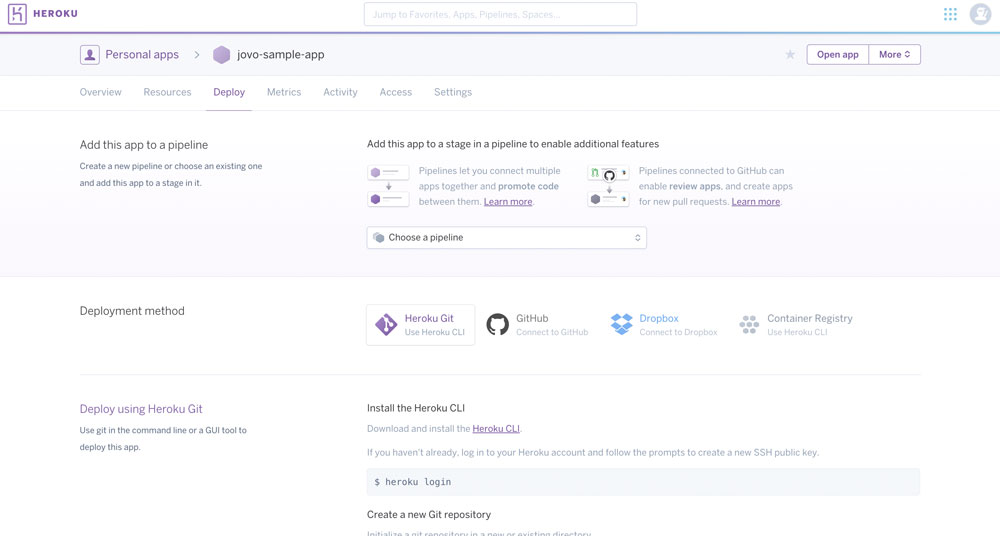 HEROKU
Jump to Favorites, Apps, Pipelines, Spaces...
Personal apps > jovo-sample-app
Open app
More
Overview
Resources
Deploy
Metrics
Activity
Access
Settings
Add this app to a pipeline
Create a new pipeline or choose an existing one
and add this app to a stage in it.
Add this app to a stage in a pipeline to enable additional features
Pipelines let you connect multiple
apps together and promote code
between them. Learn more.
Pipelines connected to GitHub can
enable review apps, and create apps
for new pull requests. Learn more.
Choose a pipeline
Deployment method
Heroku Git
Use Heroku CLI
GitHub
Connect to GitHub
Dropbox
Connect to Dropbox
Container Registry
Use Heroku CLI
Deploy using Heroku Git
Use git in the command line or a GUI tool to
deploy this app.
Install the Heroku CLI
Download and install the Heroku CLI.
If you haven't already, log in to your Heroku account and follow the prompts to create a new SSH public key.
$ heroku login
Create a new Git repository
Initialize a git repository in a new or existing directory